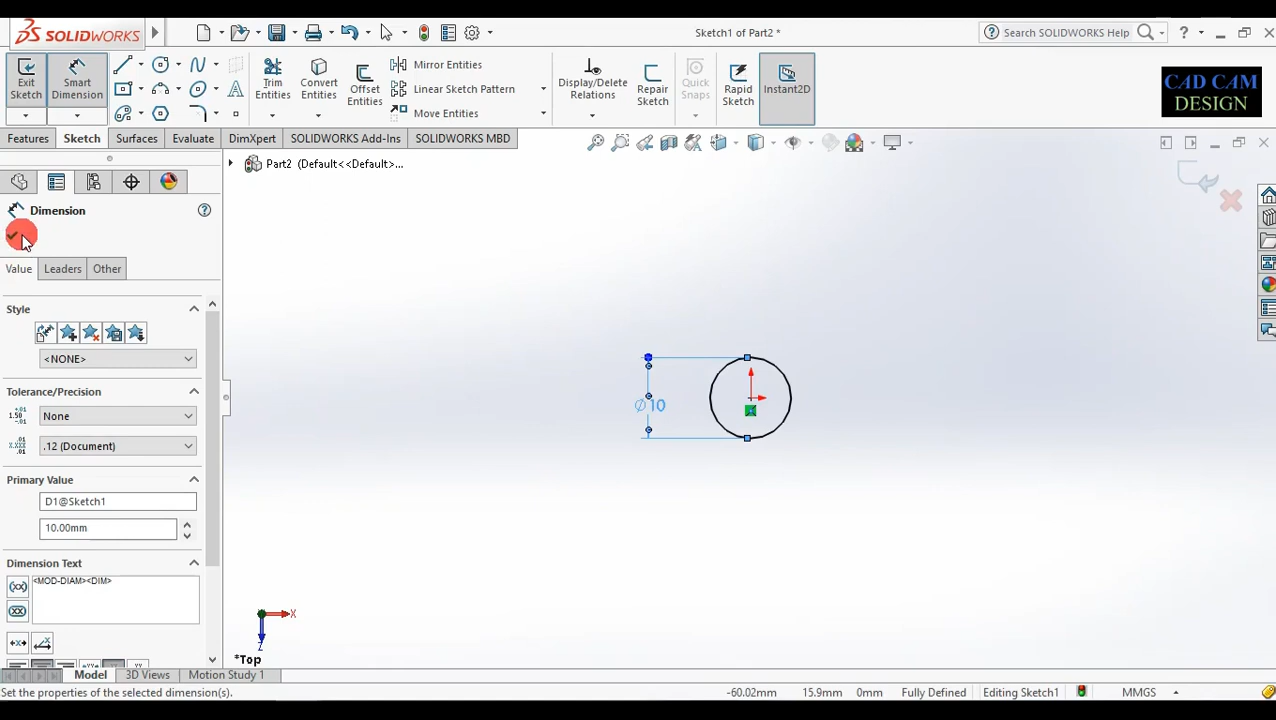 SOLIDWORKS
Sketch1 of Part2 *
Search SOLIDWORKS Help
?
Exit Sketch
Smart Dimension
Trim Entities
Convert Entities
Offset Entities
Mirror Entities
Linear Sketch Pattern
Move Entities
Display/Delete Relations
Repair Sketch
Quick Snaps
Rapid Sketch
Instant2D
CAD CAM
DESIGN
Features
Sketch
Surfaces
Evaluate
DimXpert
SOLIDWORKS Add-Ins
SOLIDWORKS MBD
Part2 (Default<<Default>...
Dimension
?
Value
Leaders
Other
Style
<NONE>
Tolerance/Precision
None
.12 (Document)
Primary Value
D1@Sketch1
10.00mm
Dimension Text
<MOD-DIAM><DIM>
Ø10
X
Z
*Top
Model
3D Views
Motion Study 1
Set the properties of the selected dimension(s).
-60.02mm
15.9mm
0mm
Fully Defined
Editing Sketch1
MMGS